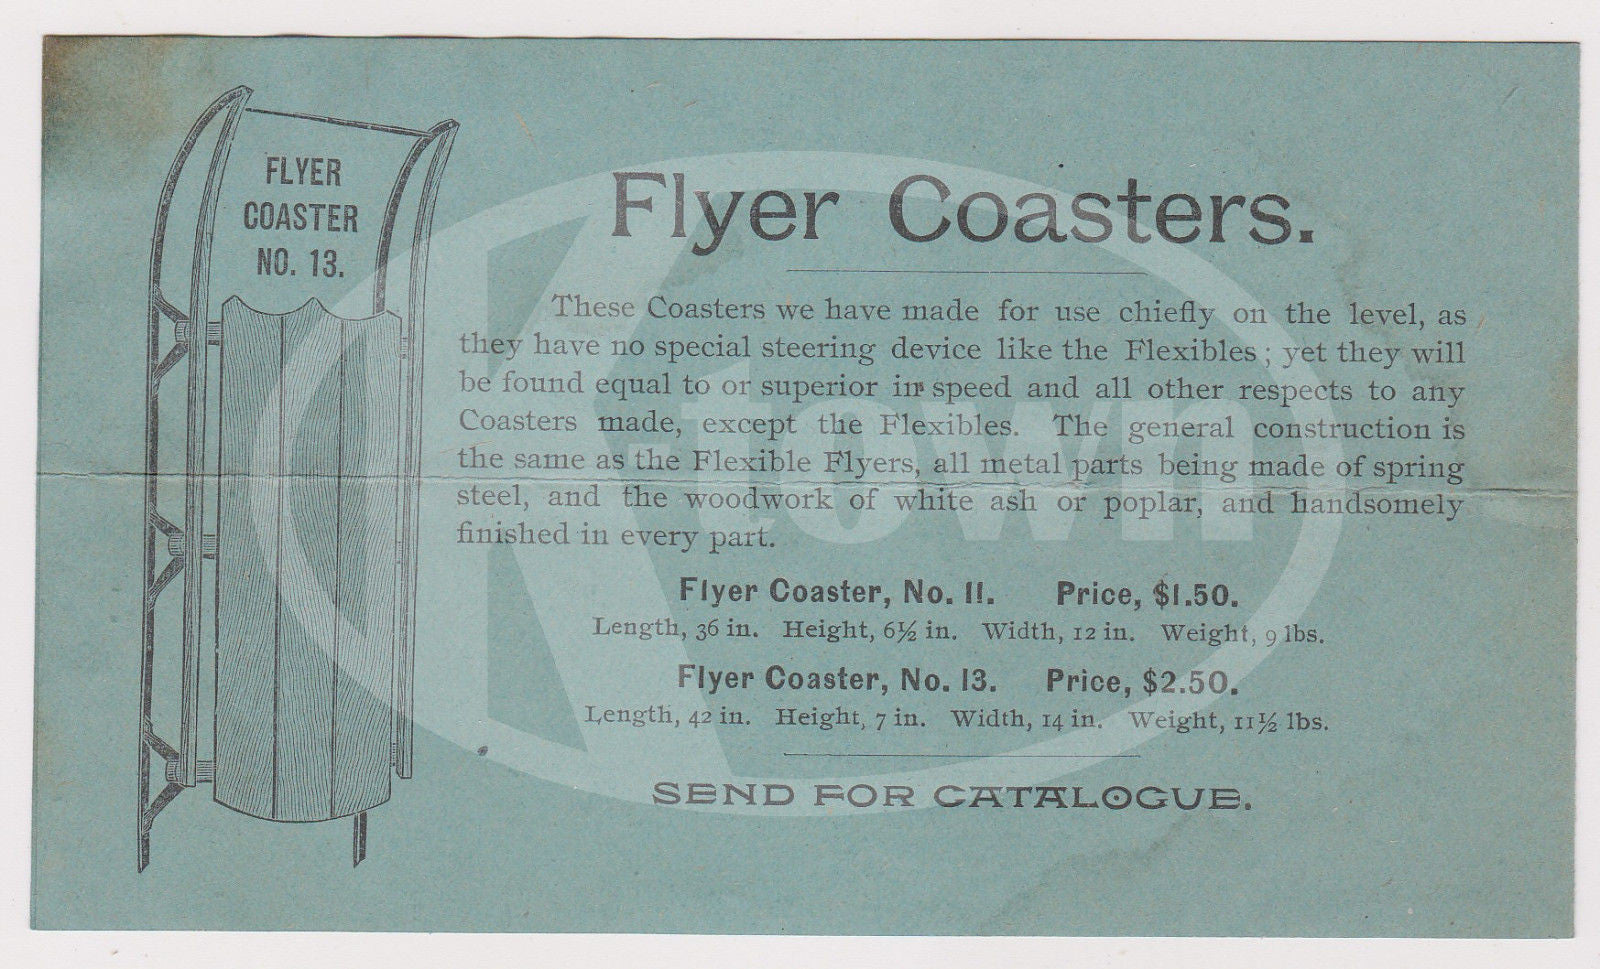 FLYER
COASTER
NO. 13.
Flyer Coasters.
These Coasters we have made for use chiefly on the level, as
they have no special steering device like the Flexibles; yet they will
be found equal to or superior in speed and all other respects to any
Coasters made, except the Flexibles. The general construction is
the same as the Flexible Flyers, all metal parts being made of spring
steel, and the woodwork of white ash or poplar, and handsomely
finished in every part.
Flyer Coaster, No. 11. Price, $1.50.
Length, 36 in. Height, 6½ in. Width, 12 in. Weight, 9 lbs.
Flyer Coaster, No. 13. Price, $2.50.
Length, 42 in. Height, 7 in. Width, 14 in. Weight, 11½ lbs.
SEND FOR CATALOGUE.
K-town